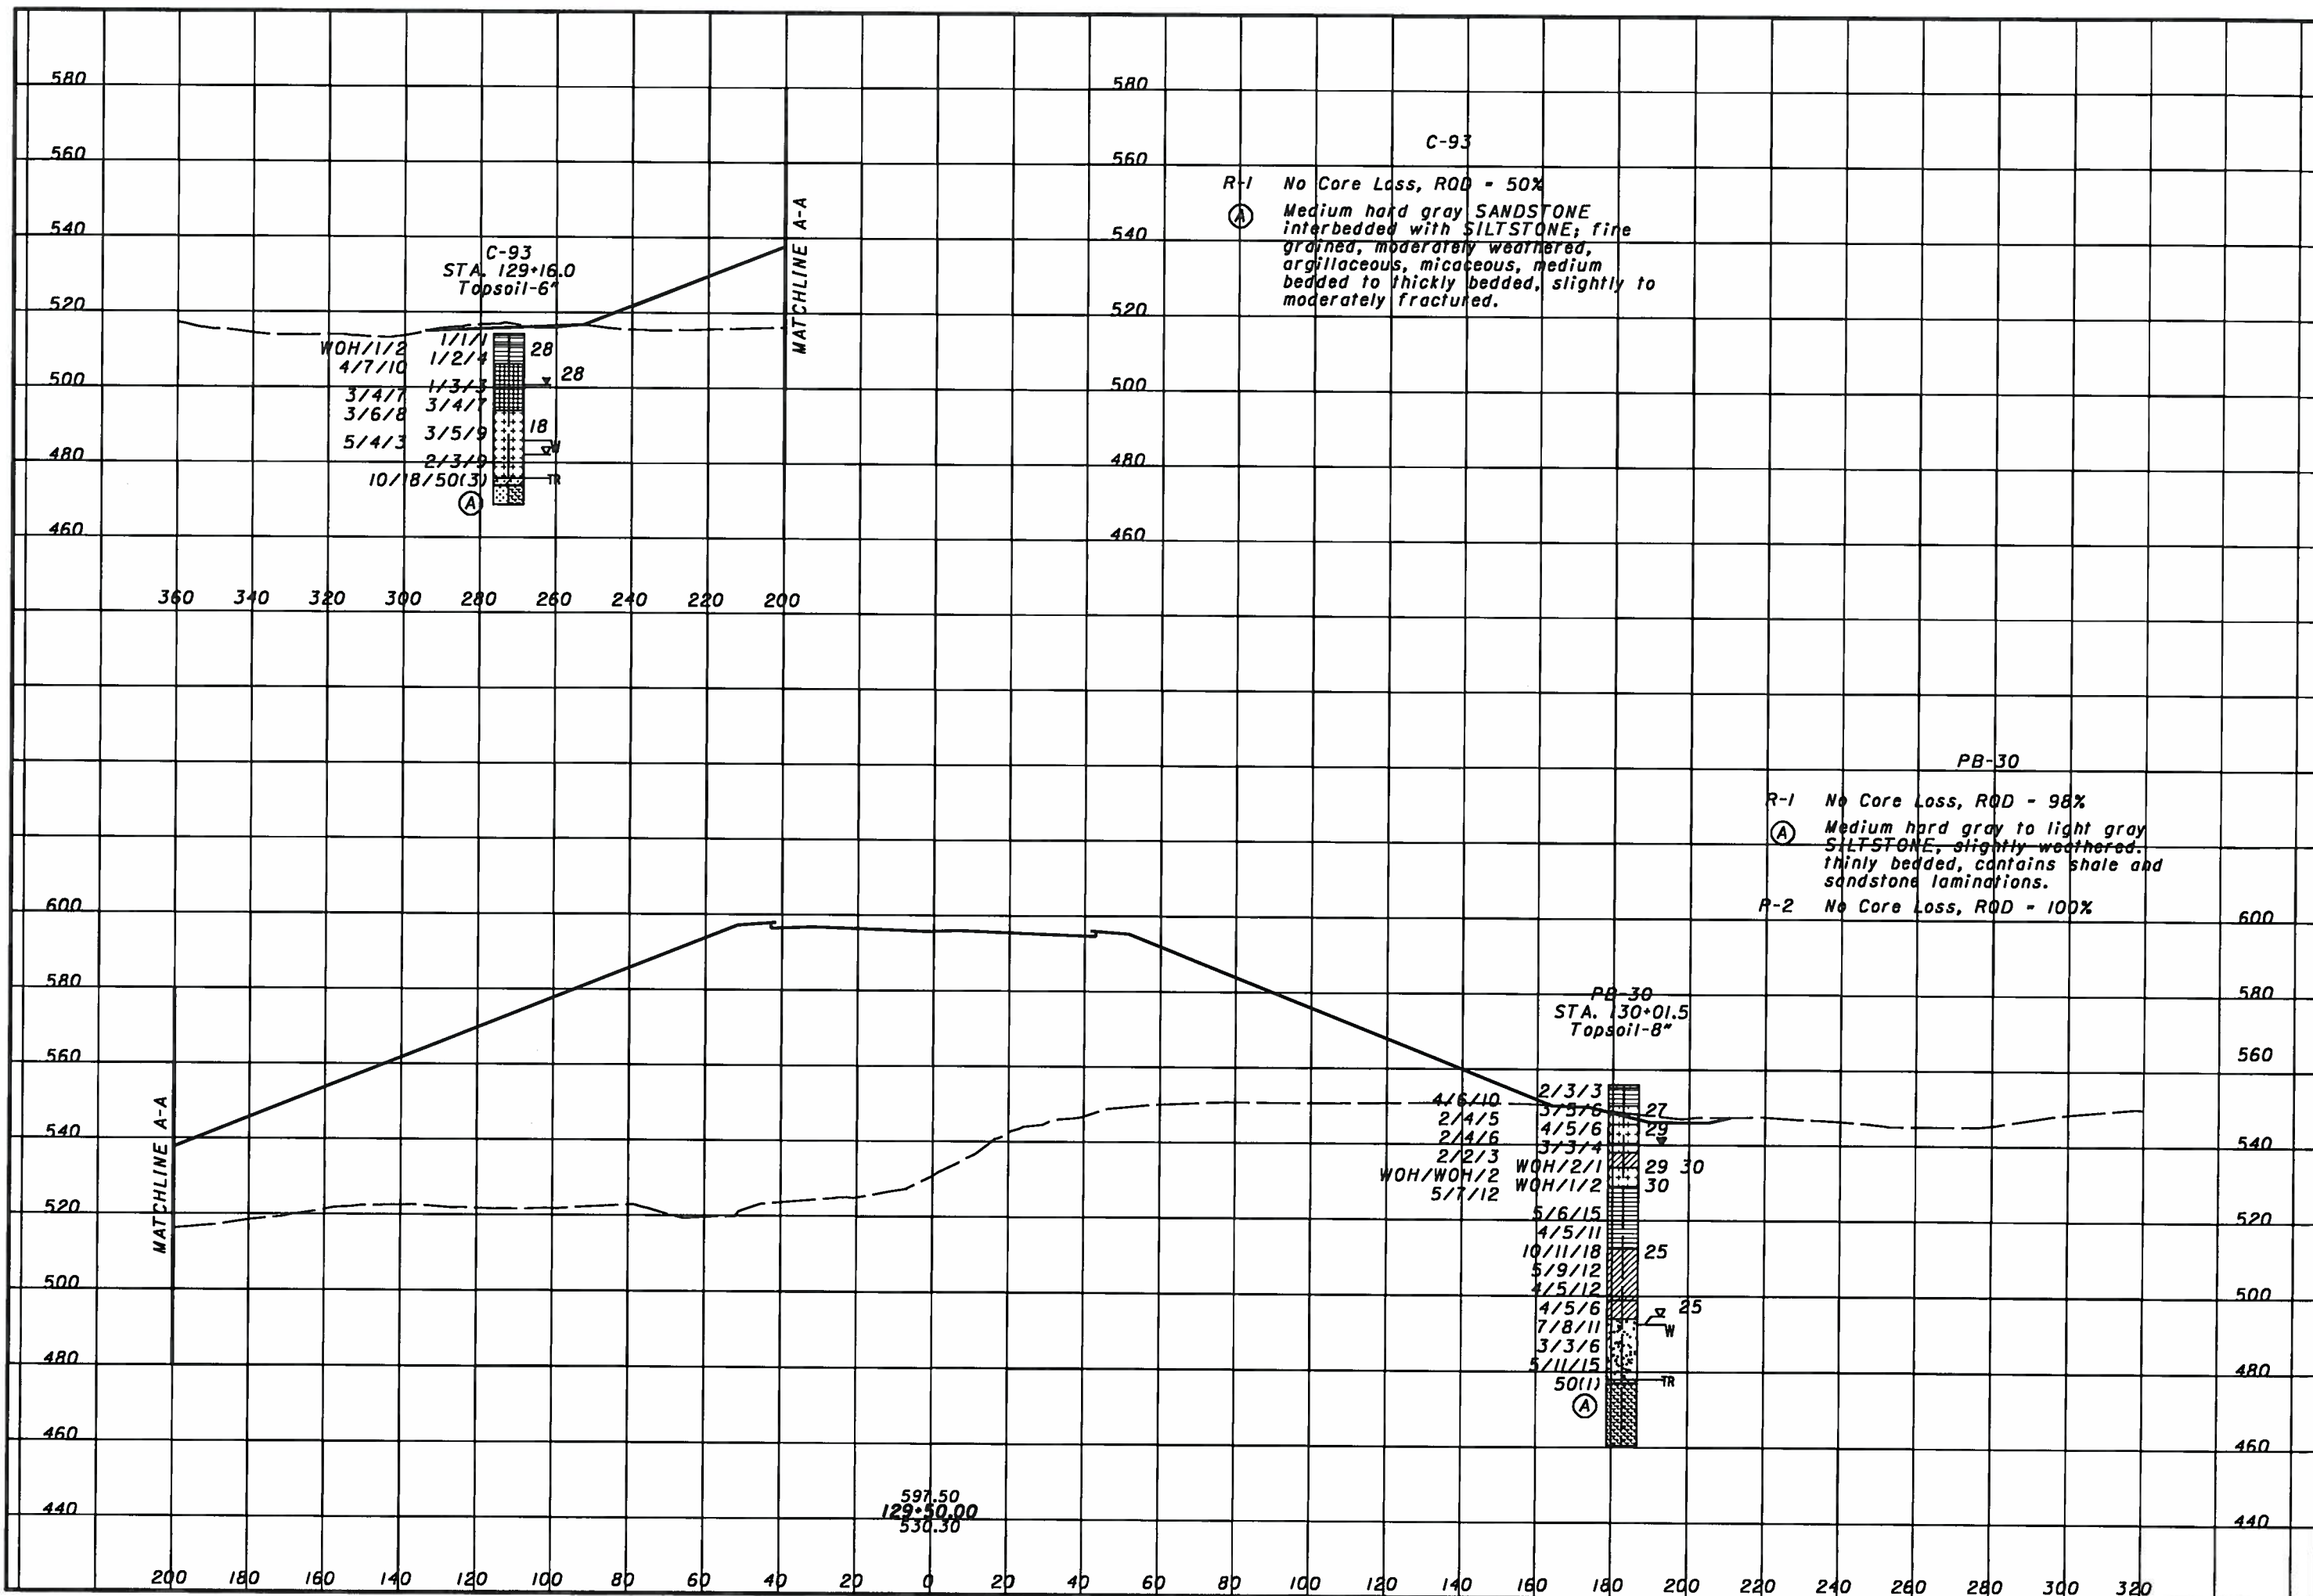 580 580
C-93
560 560
R-1 No Core Loss, RQD = 50%
A Medium hard gray SANDSTONE
interbedded with SILTSTONE; fine
grained, moderately weathered,
argillaceous, micaceous, medium
bedded to thickly bedded, slightly to
moderately fractured.
540 540
MATCHLINE A-A
C-93
STA. 129+16.0
Topsoil-6"
520 520
1/1/1
WOH/1/2 28
1/2/4
4/7/10
28
500 1/3/3 500
3/4/7
3/4/7
3/6/8
18
3/5/9
5/4/3 W
480 2/3/9 480
10/18/50(3) TR
A
460 460
360 340 320 300 280 260 240 220 200
PB-30
R-1 No Core Loss, RQD = 98%
A Medium hard gray to light gray
SILTSTONE, slightly weathered.
thinly bedded, contains shale and
sandstone laminations.
R-2 No Core Loss, RQD = 100%
600 600
580 580
PB-30
STA. 130+01.5
Topsoil-8"
560 560
MATCHLINE A-A
2/3/3
4/6/10
3/5/6 27
2/4/5
4/5/6 29
2/4/6
540 3/3/4 540
2/2/3
WOH/2/1 29 30
WOH/WOH/2
WOH/1/2 30
5/7/12
520 5/6/15 520
4/5/11
10/11/18 25
5/9/12
500 4/5/12 500
4/5/6 25
7/8/11 W
3/3/6
480 5/11/15 480
50(1) TR
A
460 460
597.50
440 129+50.00 440
530.30
200 180 160 140 120 100 80 60 40 20 0 20 40 60 80 100 120 140 160 180 200 220 240 260 280 300 320